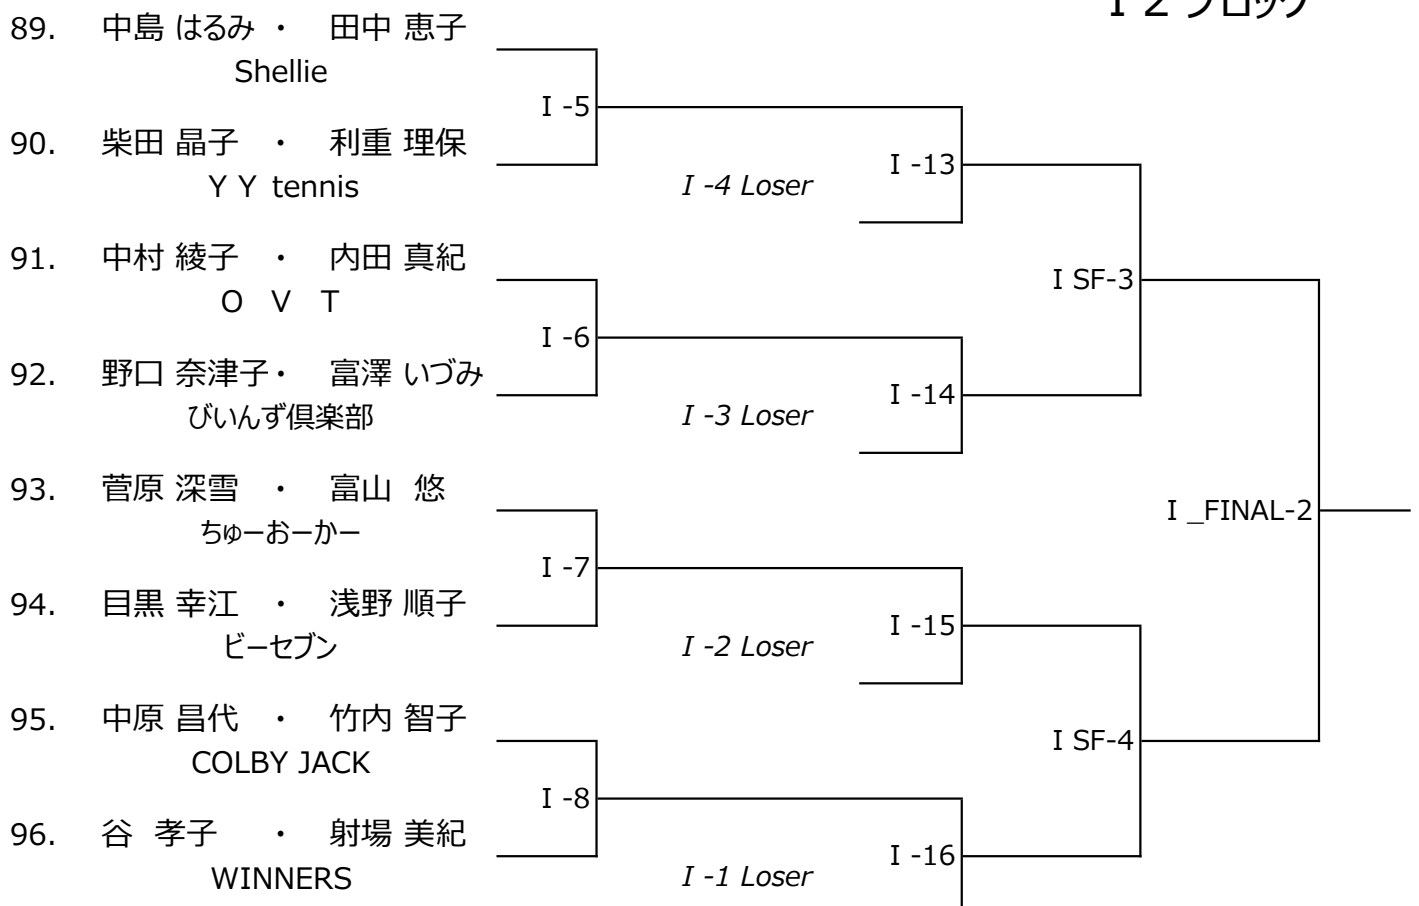 I 2 ブロック
89. 中島 はるみ ・ 田中 恵子
Shellie
I -5
90. 柴田 晶子 ・ 利重 理保
Y Y tennis
I -4 Loser
I -13
91. 中村 綾子 ・ 内田 真紀
O V T
I SF-3
I -6
92. 野口 奈津子・ 富澤 いづみ
びいんず倶楽部
I -3 Loser
I -14
93. 菅原 深雪 ・ 富山 悠
ちゅーおーかー
I _FINAL-2
I -7
94. 目黒 幸江 ・ 浅野 順子
ビーセブン
I -2 Loser
I -15
95. 中原 昌代 ・ 竹内 智子
COLBY JACK
I SF-4
I -8
96. 谷 孝子 ・ 射場 美紀
WINNERS
I -1 Loser
I -16